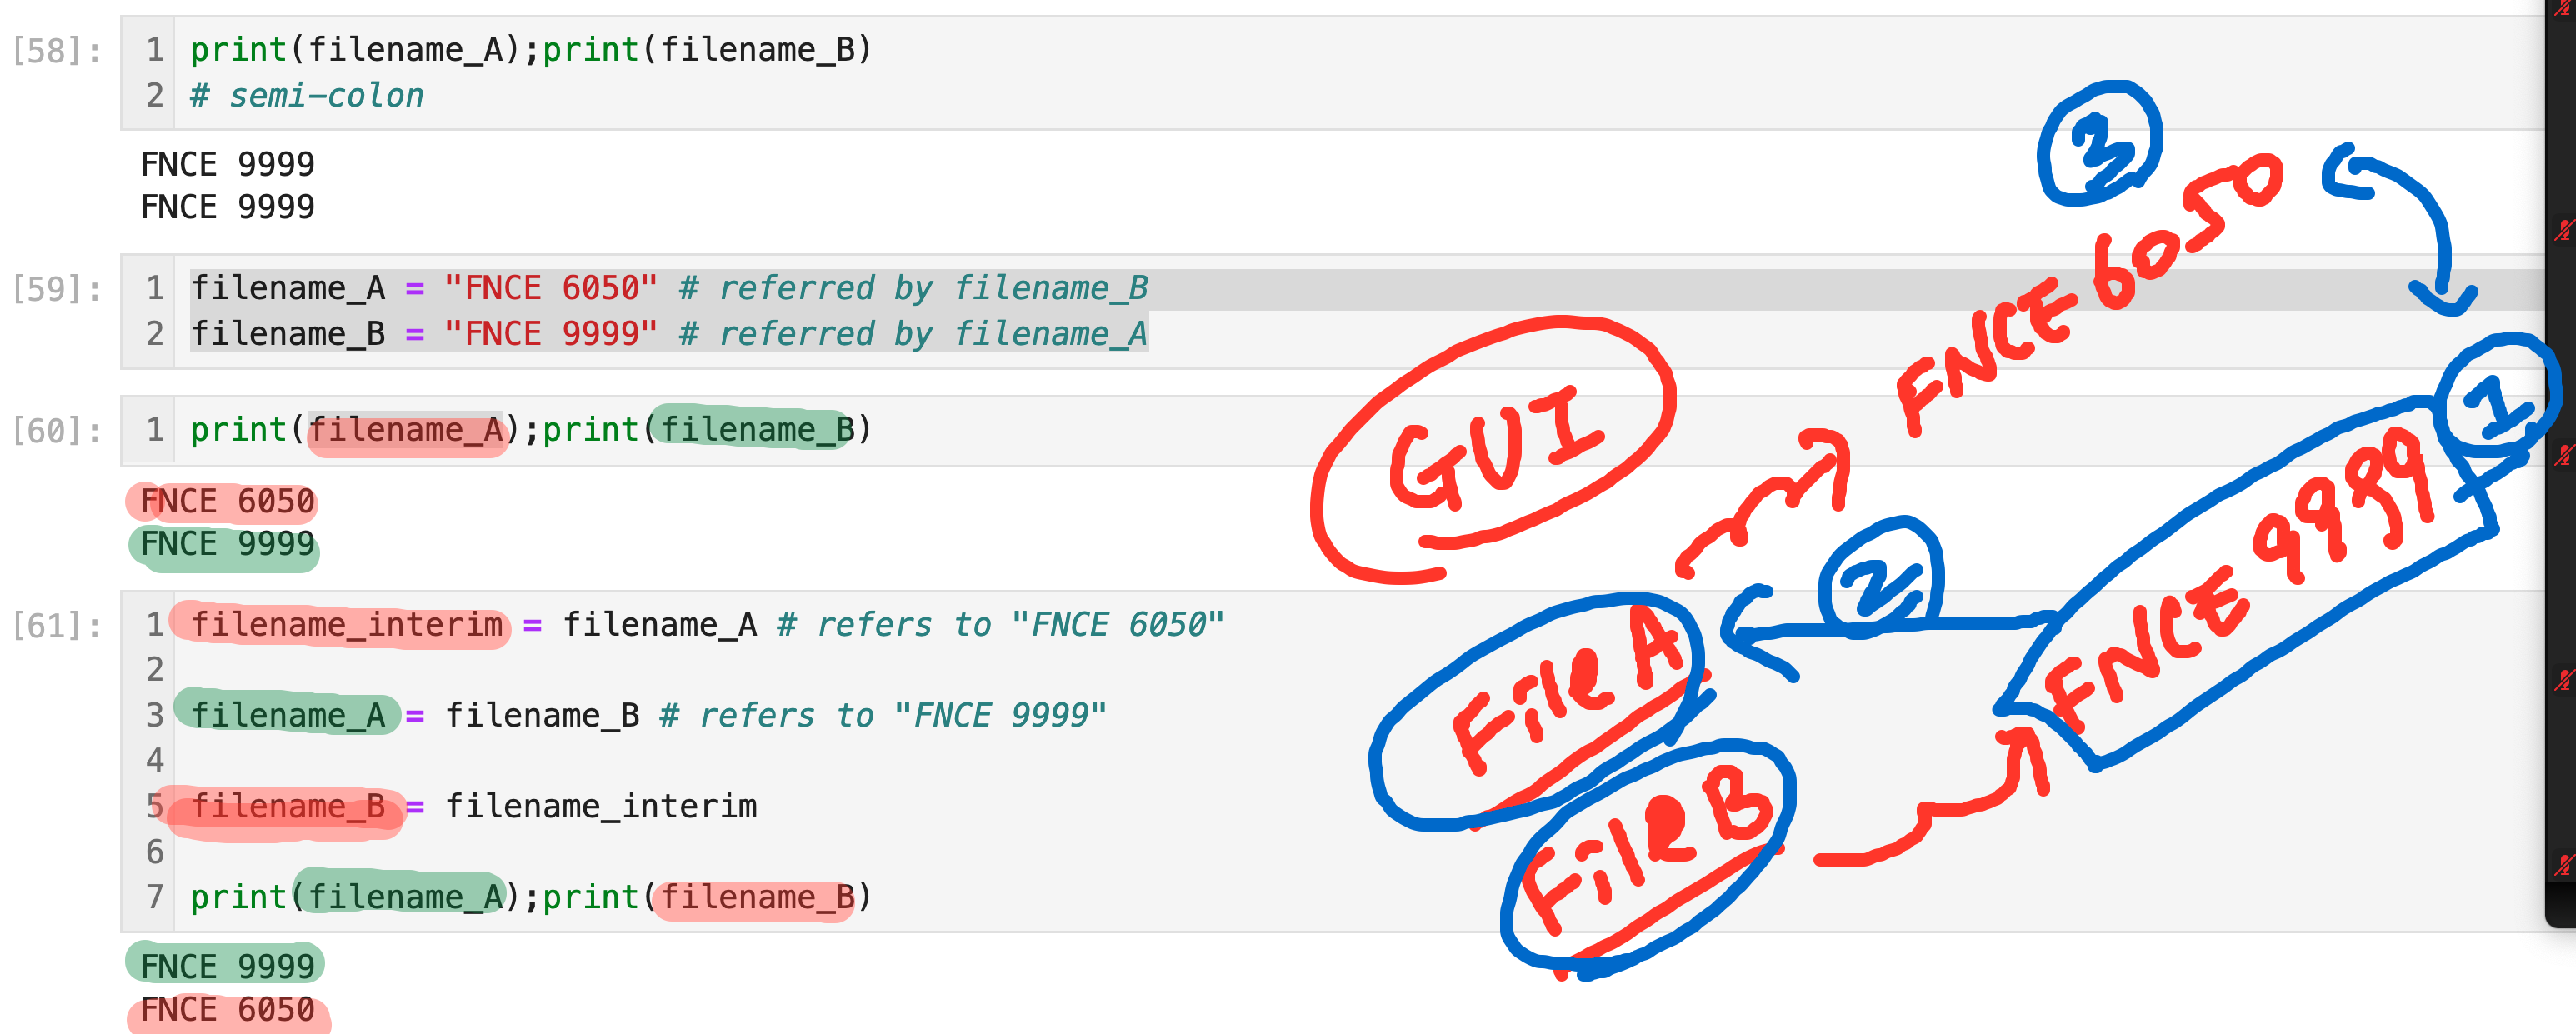 [58]:
1 print(filename_A);print(filename_B)
2 # semi-colon
FNCE 9999
FNCE 9999
[59]:
1 filename_A = "FNCE 6050" # referred by filename_B
2 filename_B = "FNCE 9999" # referred by filename_A
[60]:
1 print(filename_A);print(filename_B)
FNCE 6050
FNCE 9999
[61]:
1 filename_interim = filename_A # refers to "FNCE 6050"
2
3 filename_A = filename_B # refers to "FNCE 9999"
4
5 filename_B = filename_interim
6
7 print(filename_A);print(filename_B)
FNCE 9999
FNCE 6050
3
FNCE 6050
GUI
1
FNCE 9999
2
File A
File B